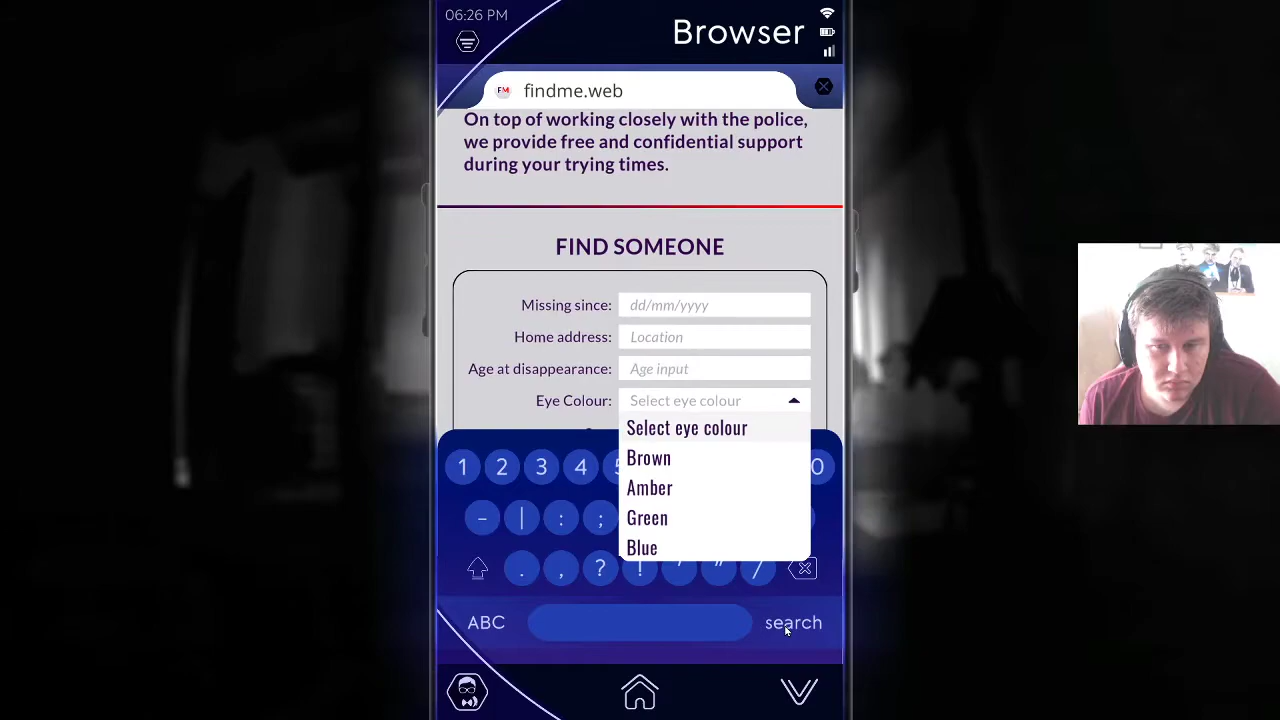 06:26 PM
Browser
FM
findme.web
On top of working closely with the police,
we provide free and confidential support
during your trying times.
FIND SOMEONE
Missing since: dd/mm/yyyy
Home address: Location
Age at disappearance: Age input
Eye Colour: Select eye colour
Select eye colour
Brown
Amber
Green
Blue
1 2 3 4 0
- | : ;
. , ? ! ' " /
ABC search